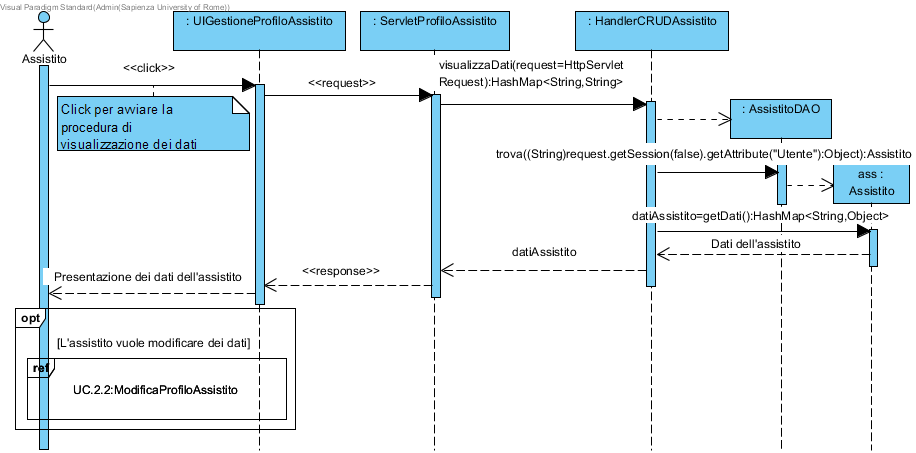 Visual Paradigm Standard(Admin(Sapienza University of Rome))
: UIGestioneProfiloAssistito
: ServletProfiloAssistito
: HandlerCRUDAssistito
Assistito
<<click>>
<<request>>
visualizzaDati(request=HttpServlet
Request):HashMap<String,String>
Click per avviare la
procedura di
visualizzazione dei dati
: AssistitoDAO
trova((String)request.getSession(false).getAttribute("Utente"):Object):Assistito
ass :
Assistito
datiAssistito=getDati():HashMap<String,Object>
Dati dell'assistito
datiAssistito
<<response>>
Presentazione dei dati dell'assistito
opt
[L'assistito vuole modificare dei dati]
ref
UC.2.2:ModificaProfiloAssistito